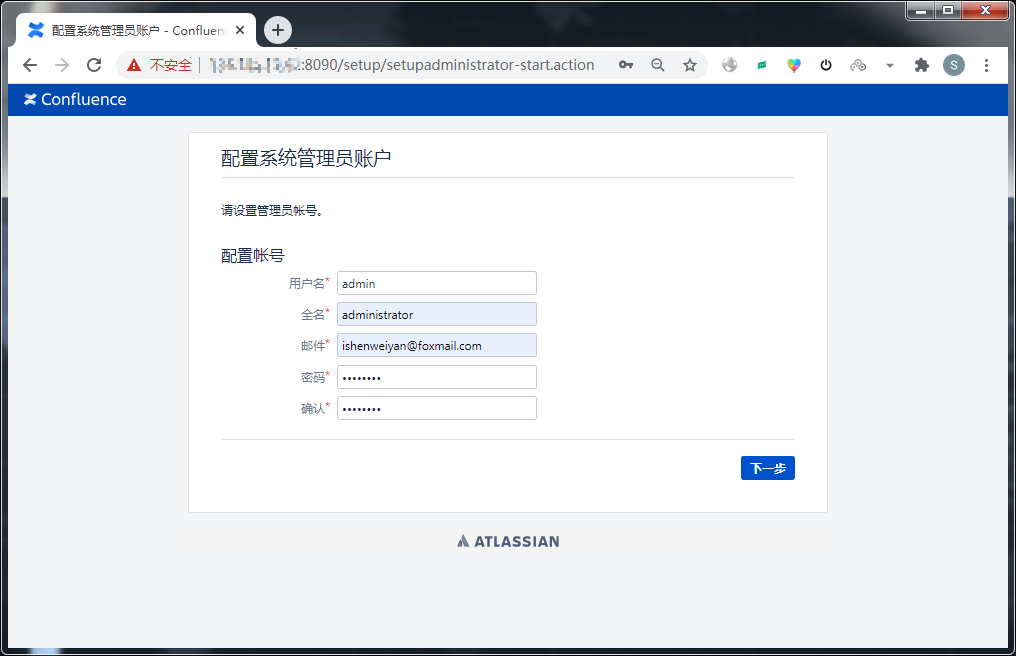 配置系统管理员账户 - Confluen
不安全 :8090/setup/setupadministrator-start.action
S
Confluence
配置系统管理员账户
请设置管理员帐号。
配置帐号
用户名* admin
全名* administrator
邮件* ishenweiyan@foxmail.com
密码* ••••••••
确认* ••••••••
下一步
ATLASSIAN